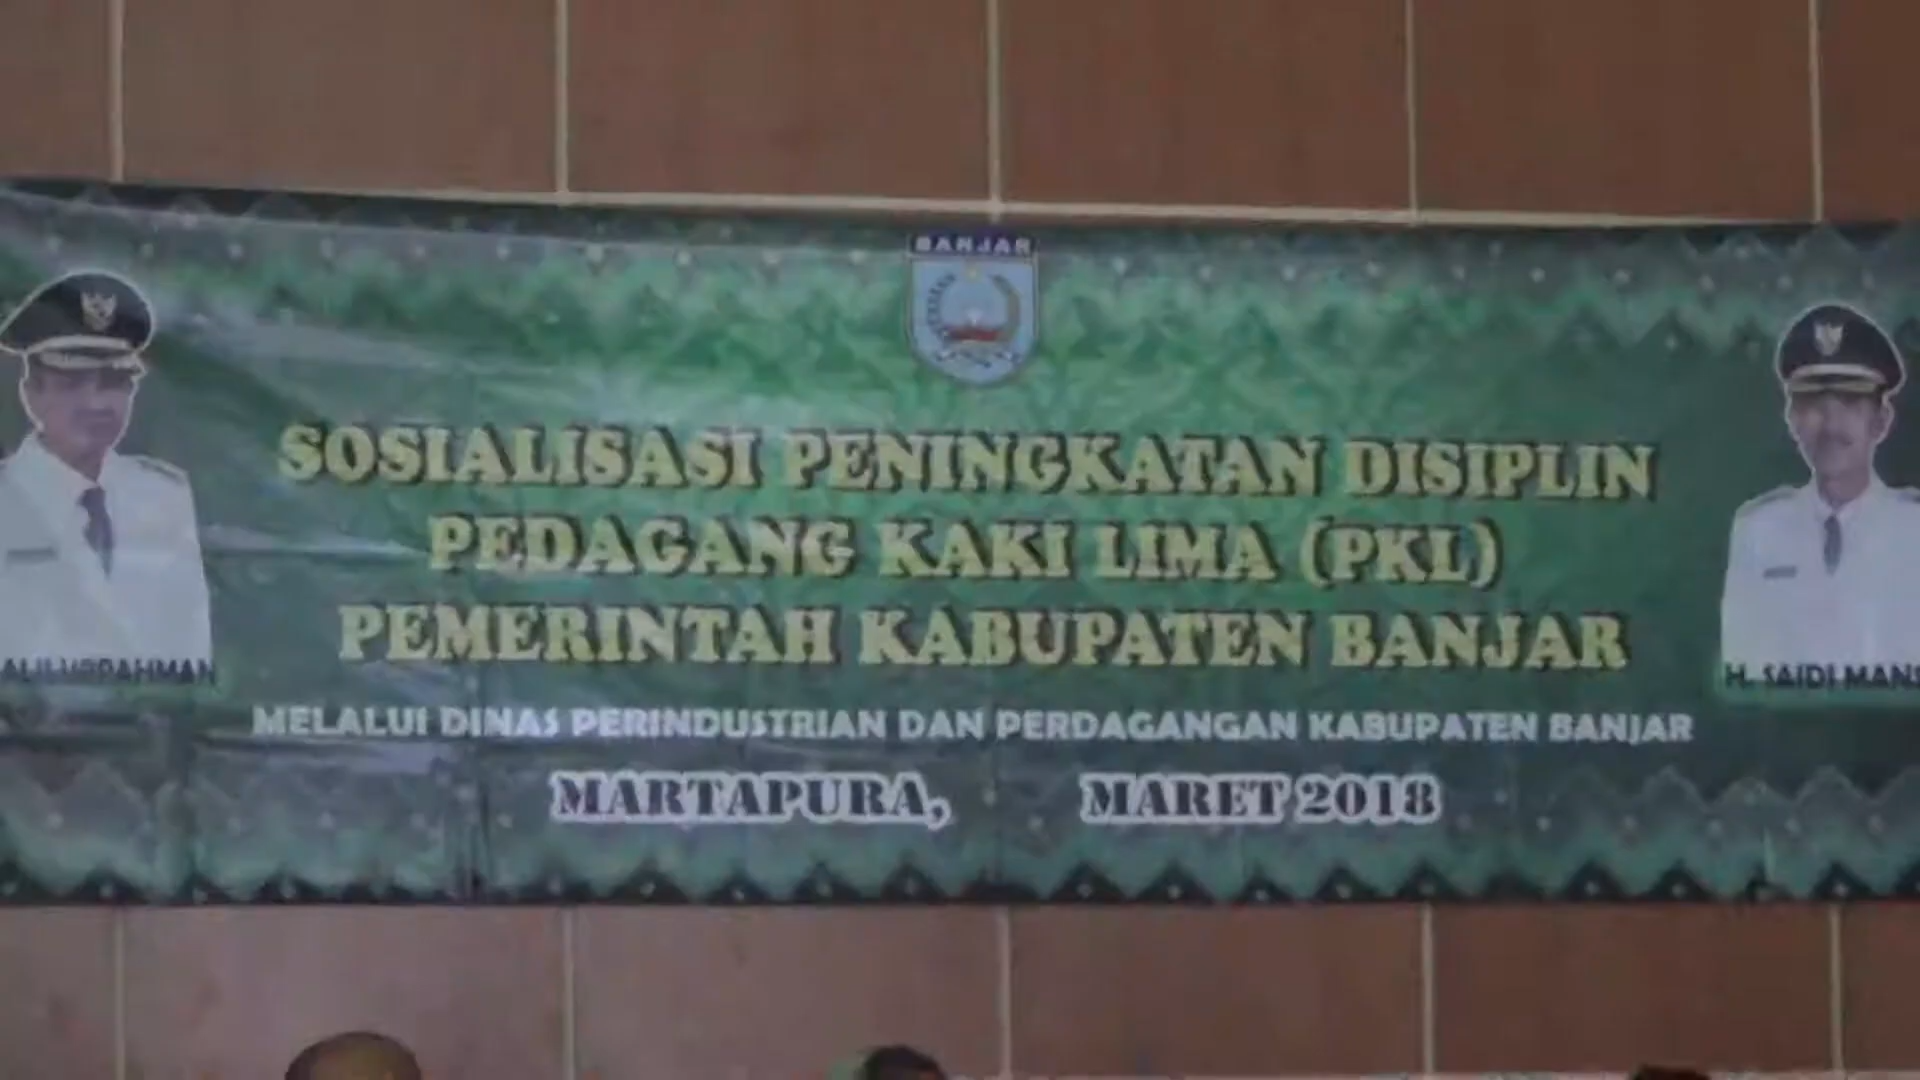 BANJAR
SOSIALISASI PENINGKATAN DISIPLIN
PEDAGANG KAKI LIMA (PKL)
PEMERINTAH KABUPATEN BANJAR
H. SAIDI MANS
MELALUI DINAS PERINDUSTRIAN DAN PERDAGANGAN KABUPATEN BANJAR
MARTAPURA, MARET 2018